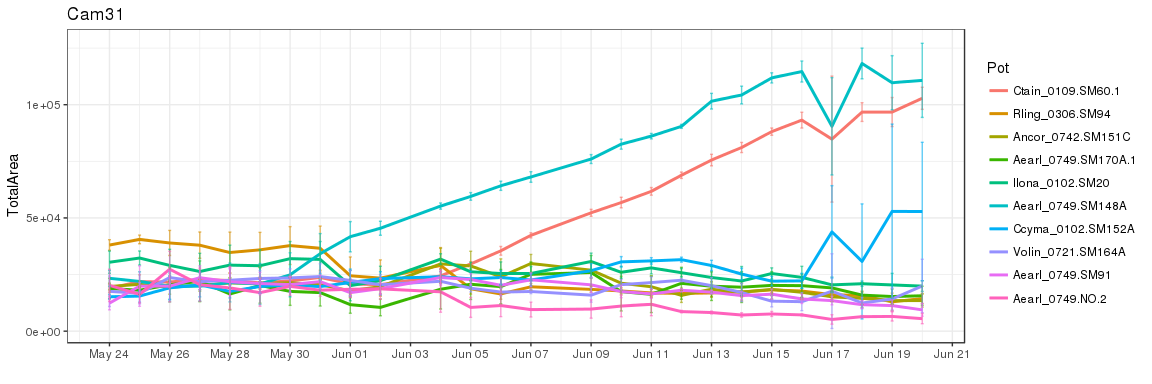 Cam31
TotalArea
1e+05
5e+04
0e+00
May 24 May 26 May 28 May 30 Jun 01 Jun 03 Jun 05 Jun 07 Jun 09 Jun 11 Jun 13 Jun 15 Jun 17 Jun 19 Jun 21
Pot
Ctain_0109.SM60.1
Rling_0306.SM94
Ancor_0742.SM151C
Aearl_0749.SM170A.1
Ilona_0102.SM20
Aearl_0749.SM148A
Ccyma_0102.SM152A
Volin_0721.SM164A
Aearl_0749.SM91
Aearl_0749.NO.2